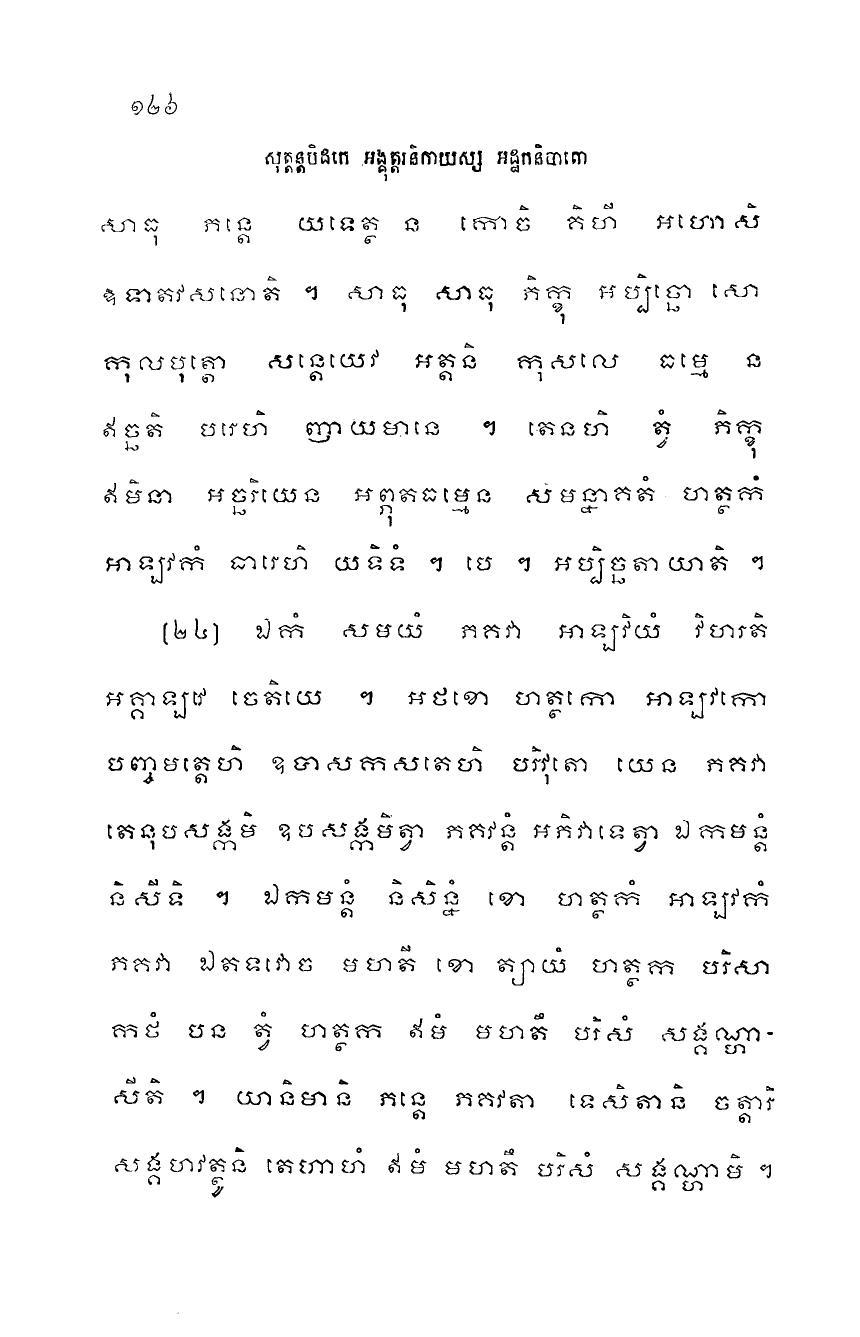 ១២៦
សុត្តន្តបិដកេ អង្គុត្តរនិកាយស្ស អដ្ឋកនិបាតោ
សាធុ ភន្តេ យទេត្ថ ន កោចិ គិហី អហោសិ
ឧទាតវសនោតិ ។ សាធុ សាធុ ភិក្ខុ អប្បិច្ឆោ សោ
កុលបុត្តោ សន្តេយេវ អត្តនិ កុសលេ ធម្មេ ន
ឥច្ឆតិ បរេហិ ញាយមានេ ។ តេនហិ ត្វំ ភិក្ខុ
ឥមិនា អច្ឆរិយេន អព្ភុតធម្មេន សមន្នាគតំ ហត្ថកំ
អាឡវកំ ធារេហិ យទិទំ ។ បេ ។ អប្បិច្ឆតាយាតិ ។
(២៤) ឯកំ សមយំ ភគវា អាឡវិយំ វិហរតិ
អគ្គាឡវេ ចេតិយេ ។ អថខោ ហត្ថកោ អាឡវកោ
បញ្ចមត្តេហិ ឧបាសកសតេហិ បរិវុតោ យេន ភគវា
តេនុបសង្កមិ ឧបសង្កមិត្វា ភគវន្តំ អភិវាទេត្វា ឯកមន្តំ
និសីទិ ។ ឯកមន្តំ និសិន្នំ ខោ ហត្ថកំ អាឡវកំ
ភគវា ឯតទវោច មហតី ខោ ត្យាយំ ហត្ថក បរិសា
កថំ បន ត្វំ ហត្ថក ឥមំ មហតឹ បរិសំ សង្គណ្ហា-
សីតិ ។ យានិមានិ ភន្តេ ភគវតា ទេសិតានិ ចត្តារិ
សង្គហវត្ថូនិ តេហាហំ ឥមំ មហតឹ បរិសំ សង្គណ្ហាមិ ។